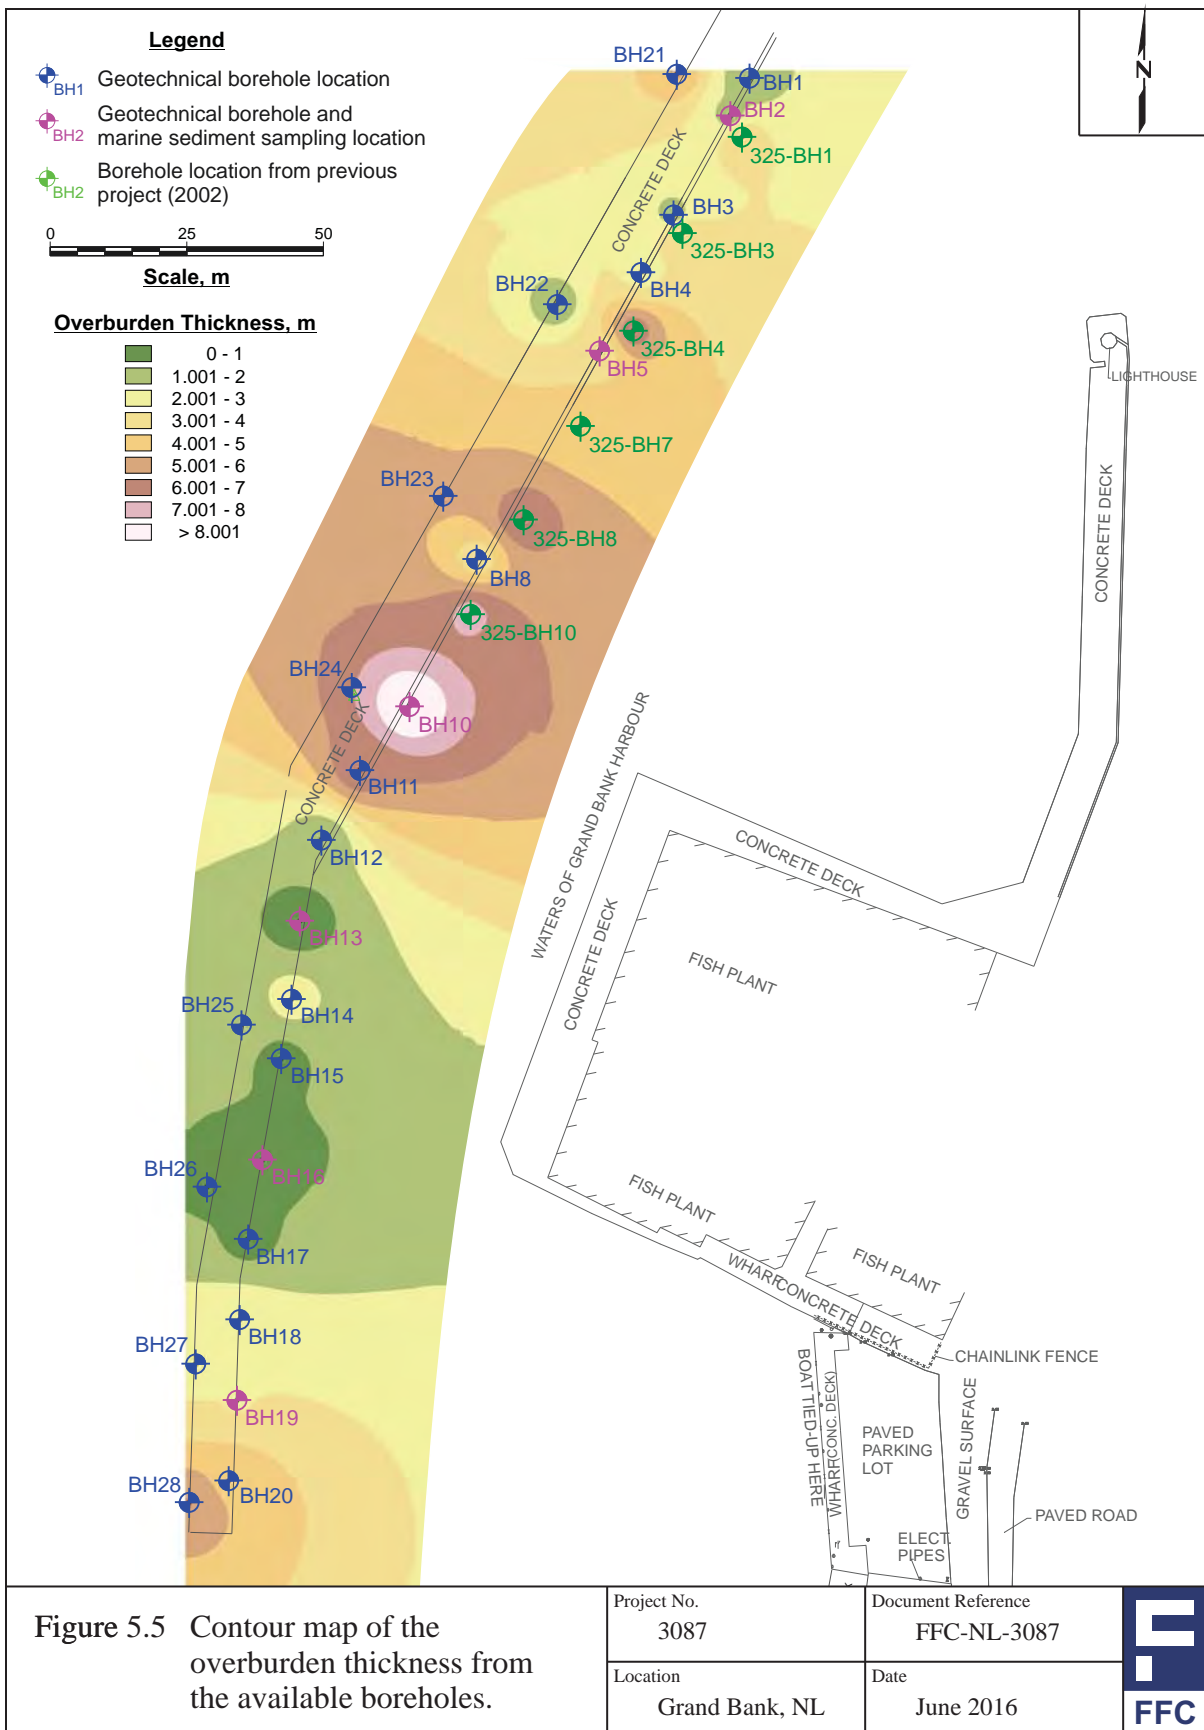 Legend
BH1 Geotechnical borehole location
BH2 Geotechnical borehole and
marine sediment sampling location
BH2 Borehole location from previous
project (2002)
0 25 50
Scale, m
Overburden Thickness, m
0 - 1
1.001 - 2
2.001 - 3
3.001 - 4
4.001 - 5
5.001 - 6
6.001 - 7
7.001 - 8
> 8.001
N
BH21
BH1
BH2
325-BH1
CONCRETE DECK
BH3
325-BH3
BH4
BH22
325-BH4
BH5
325-BH7
BH23
325-BH8
BH8
325-BH10
BH24
BH10
CONCRETE DECK
BH11
BH12
BH13
BH14
BH25
BH15
BH16
BH26
BH17
BH18
BH27
BH19
BH28
BH20
LIGHTHOUSE
CONCRETE DECK
WATERS OF GRAND BANK HARBOUR
CONCRETE DECK
CONCRETE DECK
FISH PLANT
FISH PLANT
FISH PLANT
WHARF
CONCRETE DECK
CHAINLINK FENCE
BOAT TIED-UP HERE
WHARF(CONC. DECK)
PAVED
PARKING
LOT
GRAVEL SURFACE
PAVED ROAD
ELECT.
PIPES
Figure 5.5 Contour map of the
overburden thickness from
the available boreholes.
Project No.
3087
Document Reference
FFC-NL-3087
Location
Grand Bank, NL
Date
June 2016
FFC